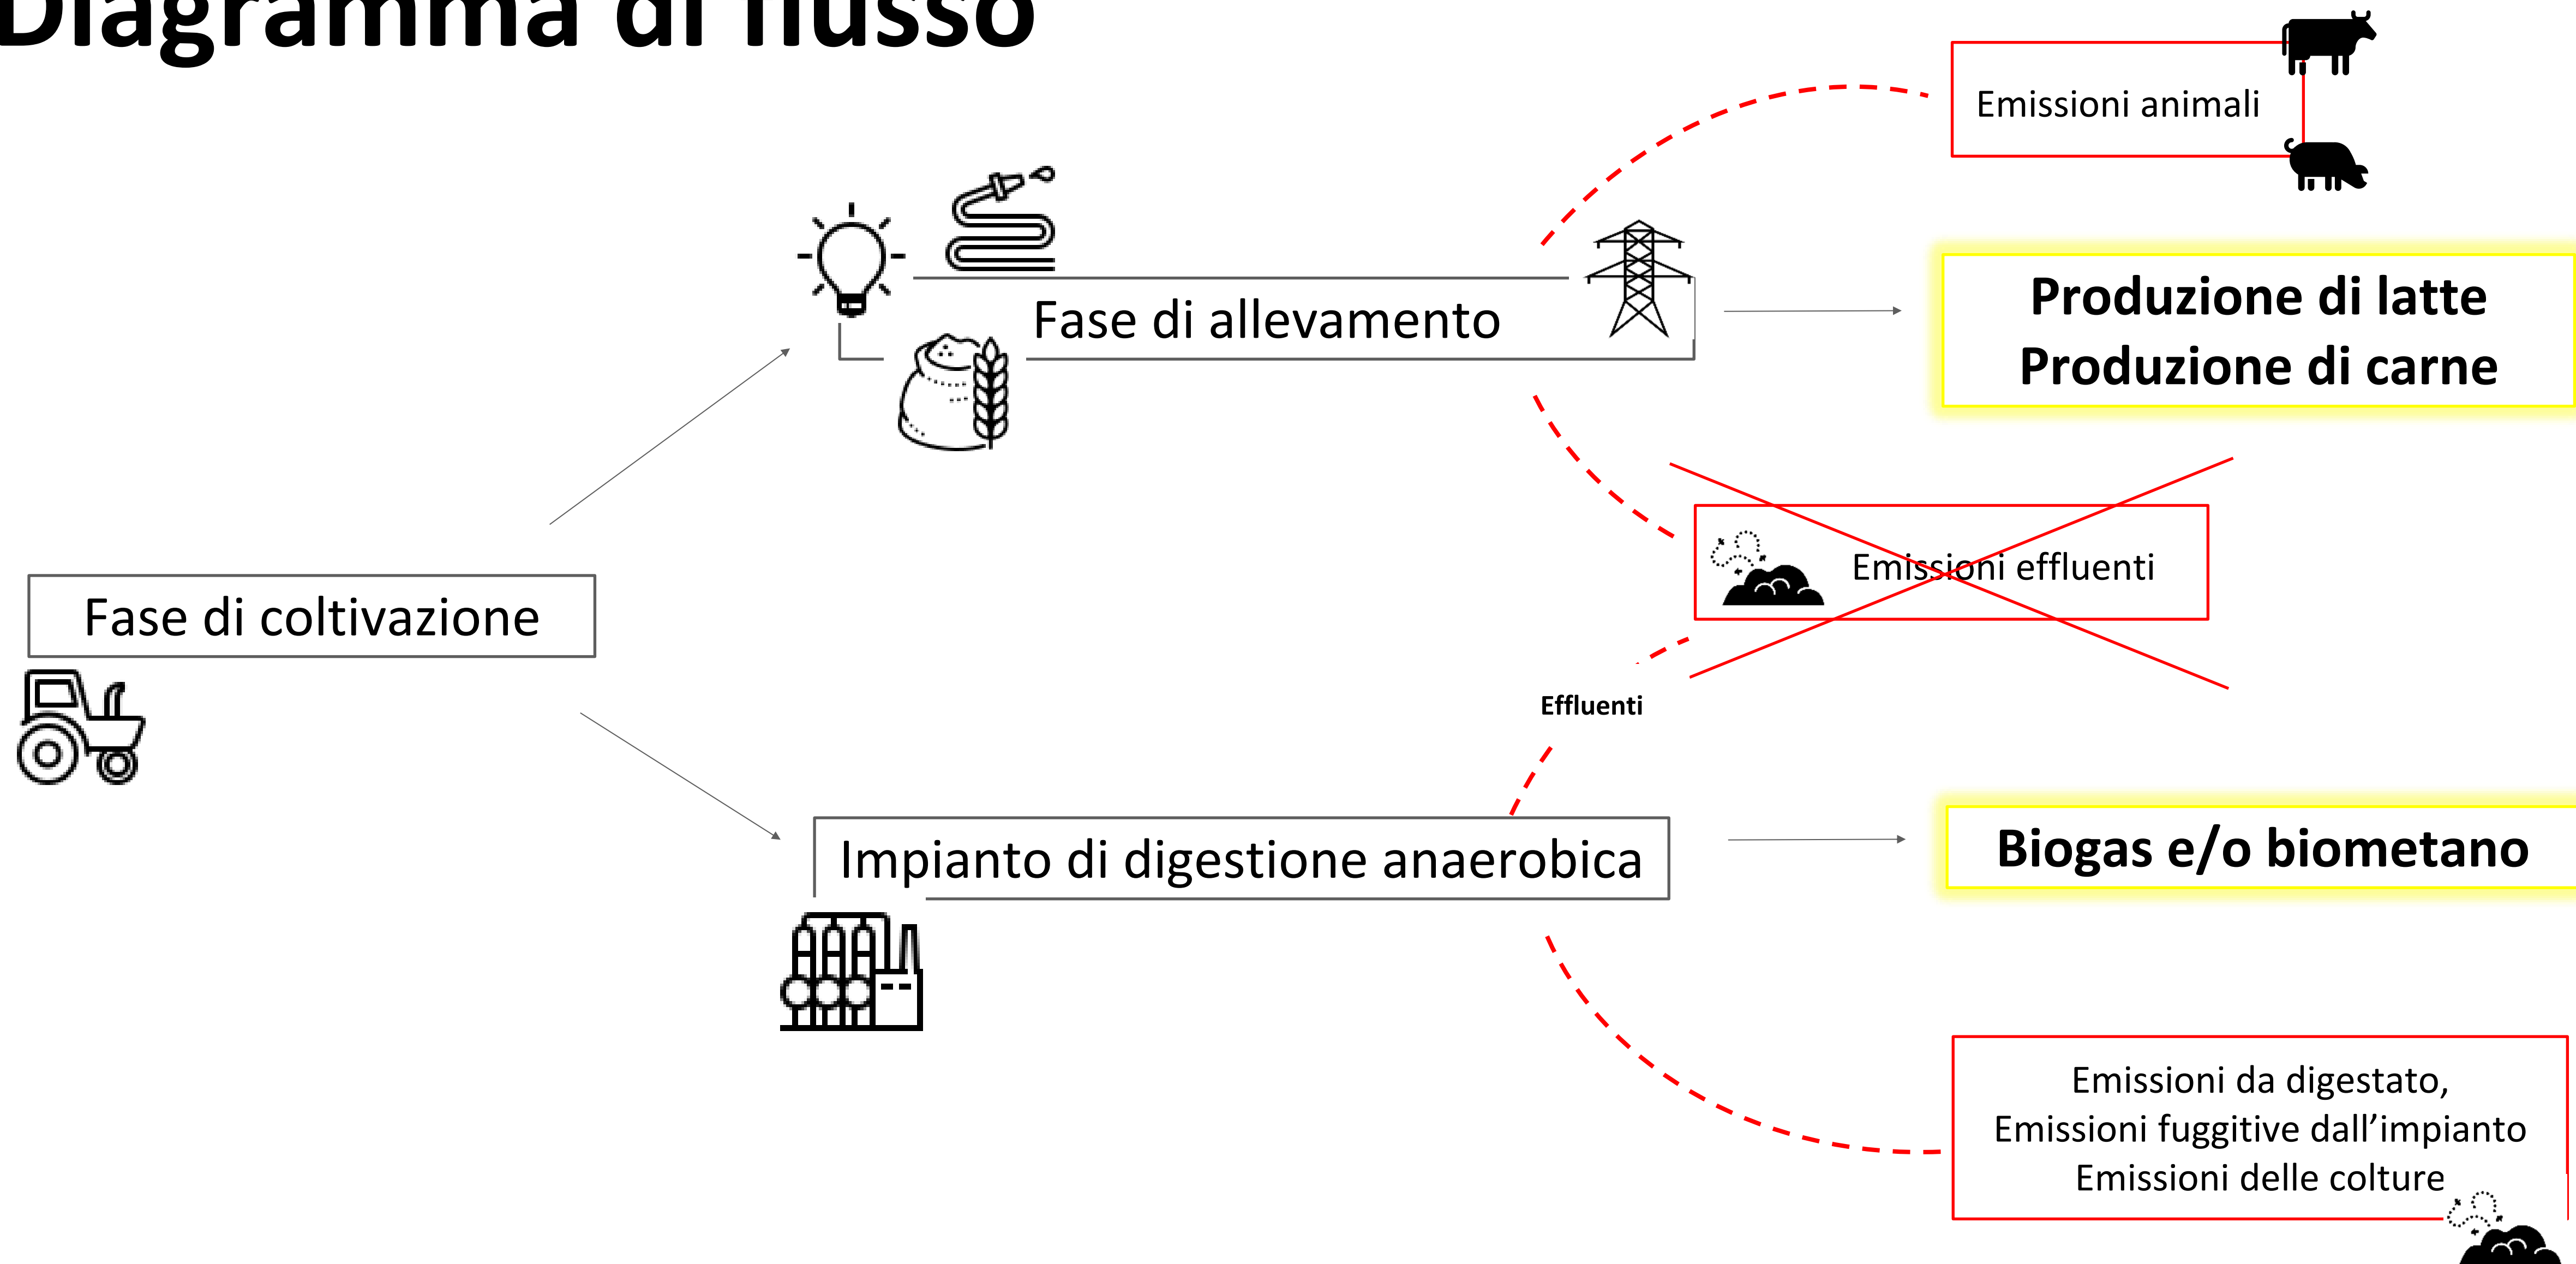 Diagramma di flusso
Emissioni animali
Fase di allevamento
Produzione di latte
Produzione di carne
Emissioni effluenti
Fase di coltivazione
Effluenti
Impianto di digestione anaerobica
Biogas e/o biometano
Emissioni da digestato,
Emissioni fuggitive dall’impianto
Emissioni delle colture